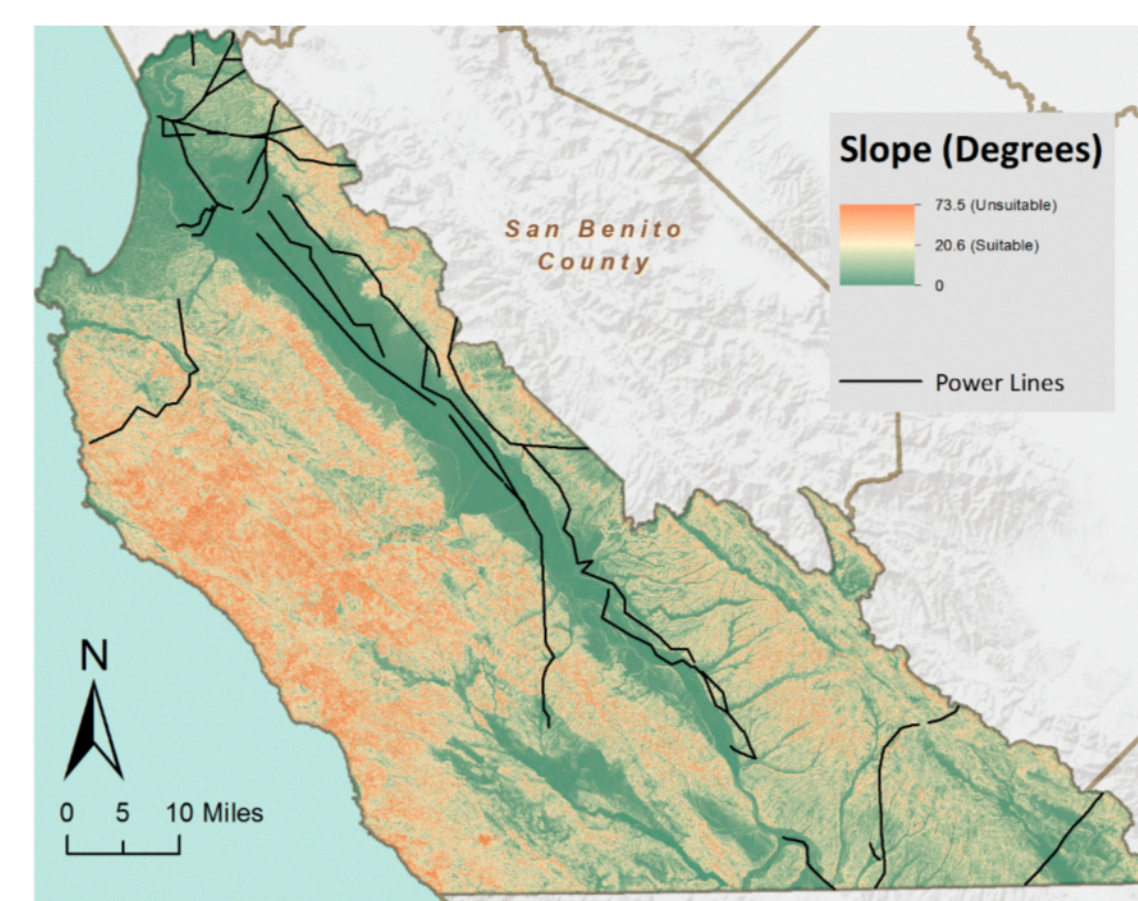 Slope (Degrees)
73.5 (Unsuitable)
20.6 (Suitable)
0
Power Lines
San Benito
County
N
0 5 10 Miles